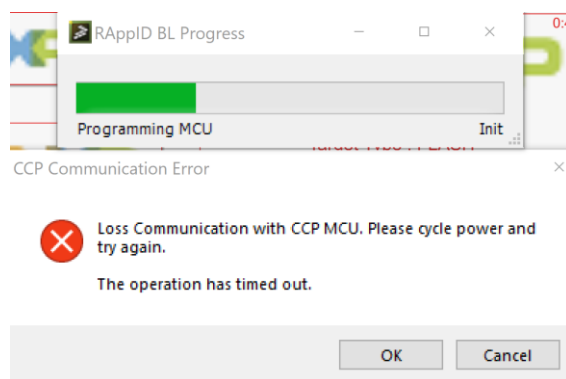 RAppID BL Progress
Programming MCU
Init
CCP Communication Error
Loss Communication with CCP MCU. Please cycle power and
try again.
The operation has timed out.
OK
Cancel